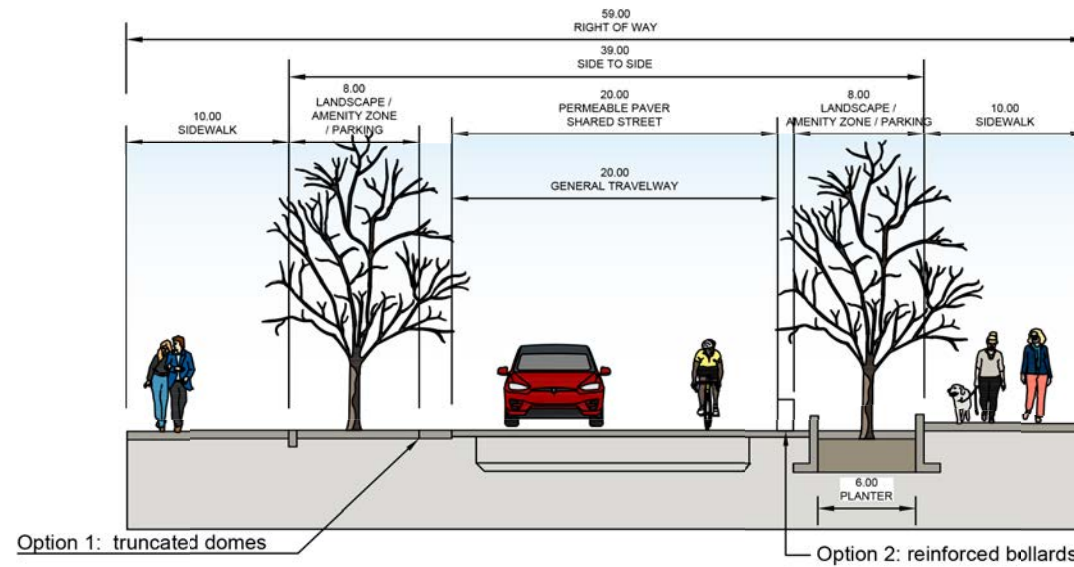 59.00
RIGHT OF WAY
39.00
SIDE TO SIDE
8.00
LANDSCAPE /
AMENITY ZONE
/ PARKING
20.00
PERMEABLE PAVER
SHARED STREET
8.00
LANDSCAPE /
AMENITY ZONE / PARKING
10.00
SIDEWALK
10.00
SIDEWALK
20.00
GENERAL TRAVELWAY
6.00
PLANTER
Option 1: truncated domes
Option 2: reinforced bollards